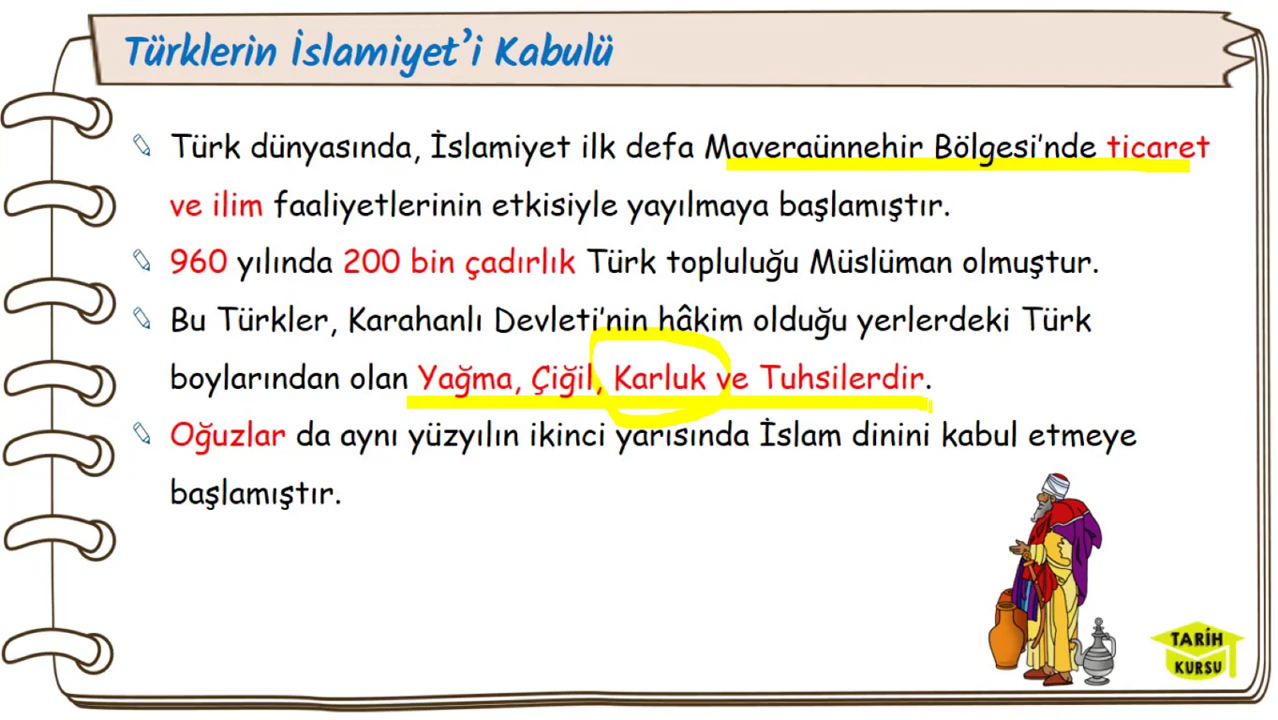 Türklerin İslamiyet'i Kabulü
Türk dünyasında, İslamiyet ilk defa Maveraünnehir Bölgesi'nde ticaret
ve ilim faaliyetlerinin etkisiyle yayılmaya başlamıştır.
960 yılında 200 bin çadırlık Türk topluluğu Müslüman olmuştur.
Bu Türkler, Karahanlı Devleti'nin hâkim olduğu yerlerdeki Türk
boylarından olan Yağma, Çiğil, Karluk ve Tuhsilerdir.
Oğuzlar da aynı yüzyılın ikinci yarısında İslam dinini kabul etmeye
başlamıştır.
TARİH
KURSU